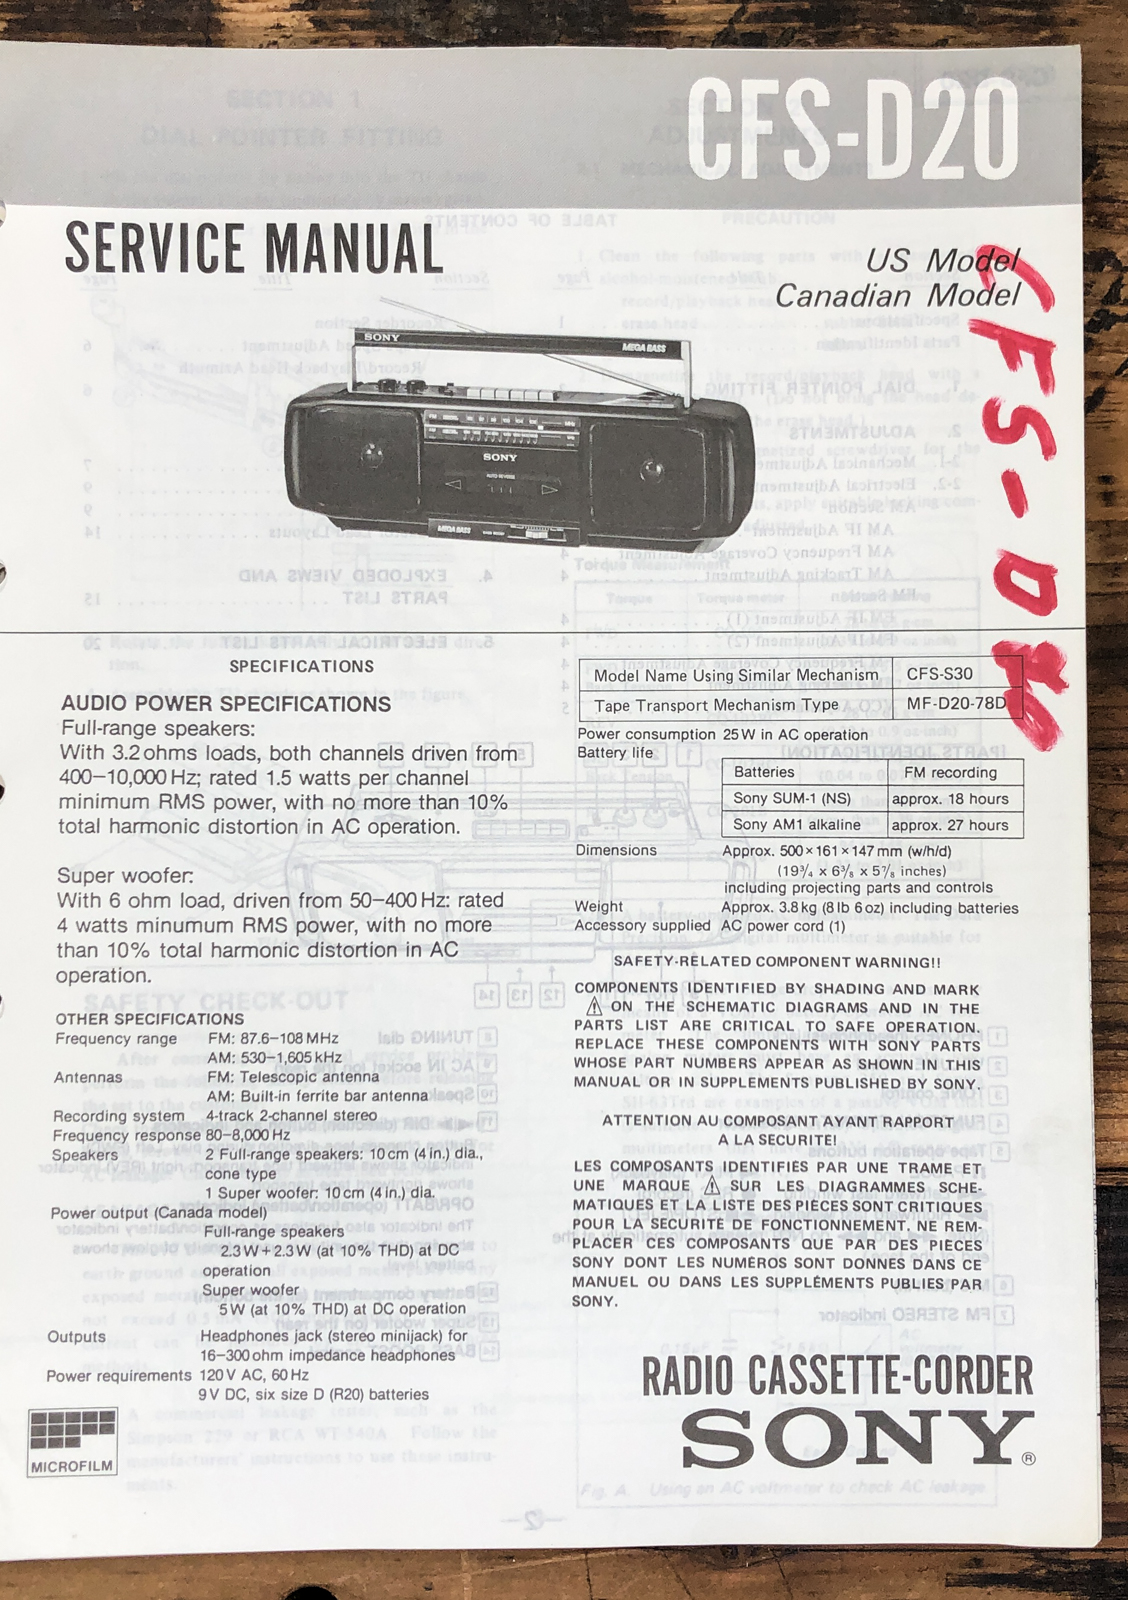 CFS-D20
SERVICE MANUAL
US Model
Canadian Model
CFS-D20
SONY
MEGA BASS
SONY
AUTO REVERSE
MEGA BASS
SPECIFICATIONS
AUDIO POWER SPECIFICATIONS
Full-range speakers:
With 3.2 ohms loads, both channels driven from
400–10,000 Hz; rated 1.5 watts per channel
minimum RMS power, with no more than 10%
total harmonic distortion in AC operation.
Super woofer:
With 6 ohm load, driven from 50–400 Hz: rated
4 watts minumum RMS power, with no more
than 10% total harmonic distortion in AC
operation.
OTHER SPECIFICATIONS
Frequency range FM: 87.6–108 MHz
AM: 530–1,605 kHz
Antennas FM: Telescopic antenna
AM: Built-in ferrite bar antenna
Recording system 4-track 2-channel stereo
Frequency response 80–8,000 Hz
Speakers 2 Full-range speakers: 10 cm (4 in.) dia.,
cone type
1 Super woofer: 10 cm (4 in.) dia.
Power output (Canada model)
Full-range speakers
2.3 W + 2.3 W (at 10% THD) at DC
operation
Super woofer
5 W (at 10% THD) at DC operation
Outputs Headphones jack (stereo minijack) for
16–300 ohm impedance headphones
Power requirements 120 V AC, 60 Hz
9 V DC, six size D (R20) batteries
MICROFILM
Model Name Using Similar Mechanism CFS-S30
Tape Transport Mechanism Type MF-D20-78D
Power consumption 25 W in AC operation
Battery life
Batteries FM recording
Sony SUM-1 (NS) approx. 18 hours
Sony AM1 alkaline approx. 27 hours
Dimensions Approx. 500 × 161 × 147 mm (w/h/d)
(19 3/4 x 6 3/8 x 5 7/8 inches)
including projecting parts and controls
Weight Approx. 3.8 kg (8 lb 6 oz) including batteries
Accessory supplied AC power cord (1)
SAFETY-RELATED COMPONENT WARNING!!
COMPONENTS IDENTIFIED BY SHADING AND MARK
⚠ ON THE SCHEMATIC DIAGRAMS AND IN THE
PARTS LIST ARE CRITICAL TO SAFE OPERATION.
REPLACE THESE COMPONENTS WITH SONY PARTS
WHOSE PART NUMBERS APPEAR AS SHOWN IN THIS
MANUAL OR IN SUPPLEMENTS PUBLISHED BY SONY.
ATTENTION AU COMPOSANT AYANT RAPPORT
A LA SECURITE!
LES COMPOSANTS IDENTIFIÉS PAR UNE TRAME ET
UNE MARQUE ⚠ SUR LES DIAGRAMMES SCHE-
MATIQUES ET LA LISTE DES PIÈCES SONT CRITIQUES
POUR LA SÉCURITÉ DE FONCTIONNEMENT. NE REM-
PLACER CES COMPOSANTS QUE PAR DES PIECES
SONY DONT LES NUMÉROS SONT DONNES DANS CE
MANUEL OU DANS LES SUPPLÉMENTS PUBLIES PAR
SONY.
RADIO CASSETTE-CORDER
SONY®